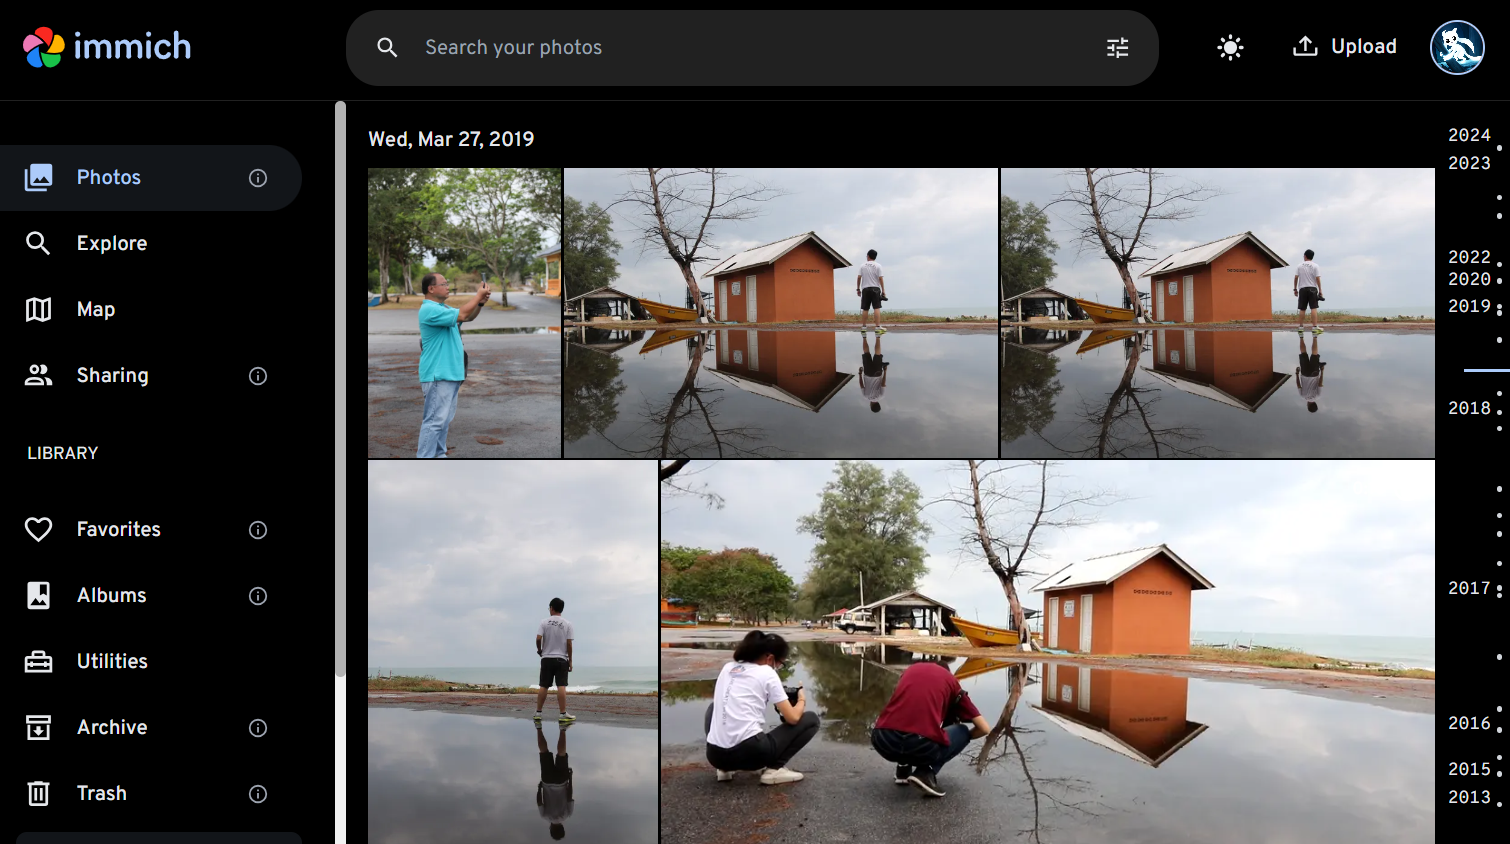 immich
Search your photos
Upload
Photos
Explore
Map
Sharing
LIBRARY
Favorites
Albums
Utilities
Archive
Trash
Wed, Mar 27, 2019
2024
2023
2022
2020
2019
2018
2017
2016
2015
2013